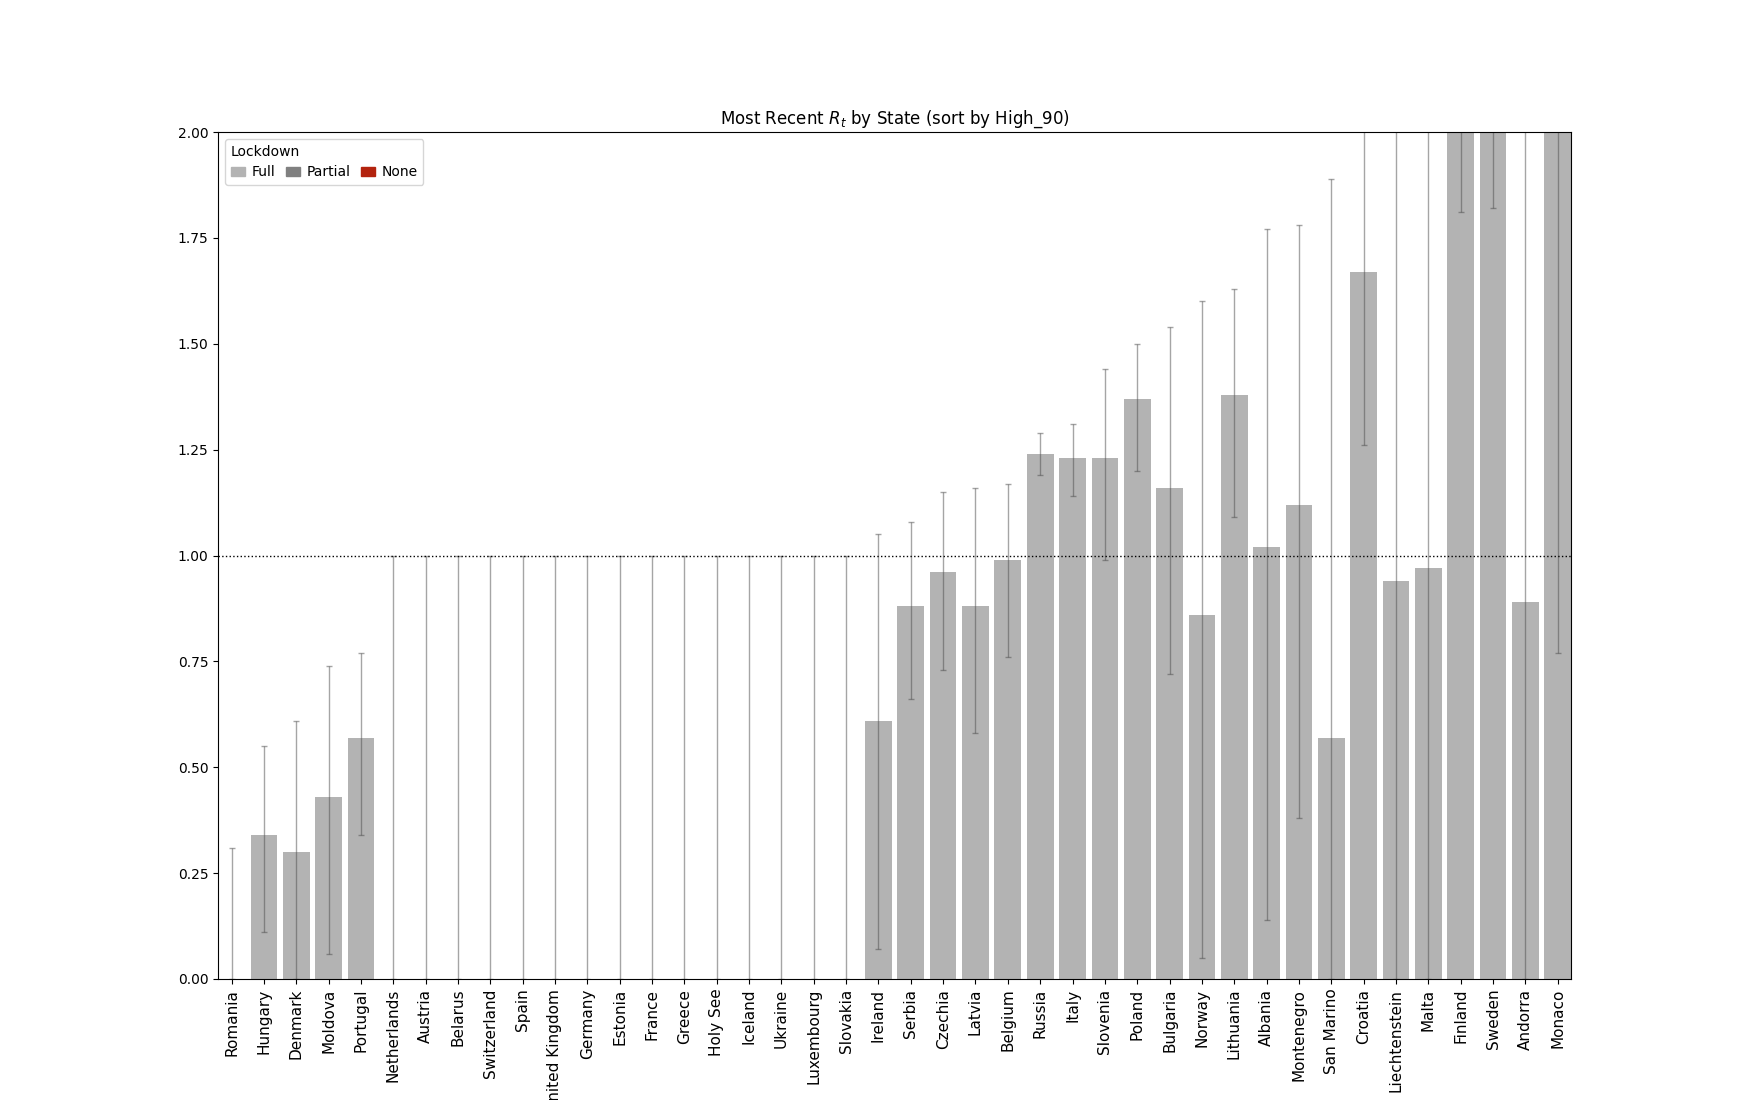 Most Recent R_t by State (sort by High_90)
Lockdown
Full Partial None
2.00
1.75
1.50
1.25
1.00
0.75
0.50
0.25
0.00
Romania
Hungary
Denmark
Moldova
Portugal
Netherlands
Austria
Belarus
Switzerland
Spain
nited Kingdom
Germany
Estonia
France
Greece
Holy See
Iceland
Ukraine
Luxembourg
Slovakia
Ireland
Serbia
Czechia
Latvia
Belgium
Russia
Italy
Slovenia
Poland
Bulgaria
Norway
Lithuania
Albania
Montenegro
San Marino
Croatia
Liechtenstein
Malta
Finland
Sweden
Andorra
Monaco